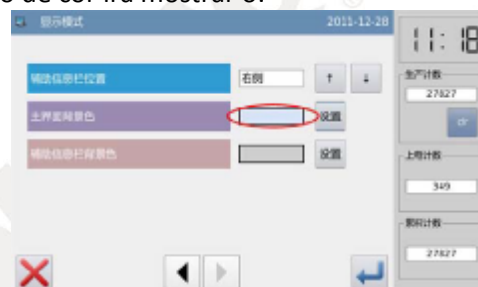 显示模式 2011-12-28
11:18
辅助信息栏位置 右侧 ↑ ↓
生产计数
27827
主界面背景色 设置
clr
辅助信息栏背景色 设置
上母计数
349
累积计数
27827